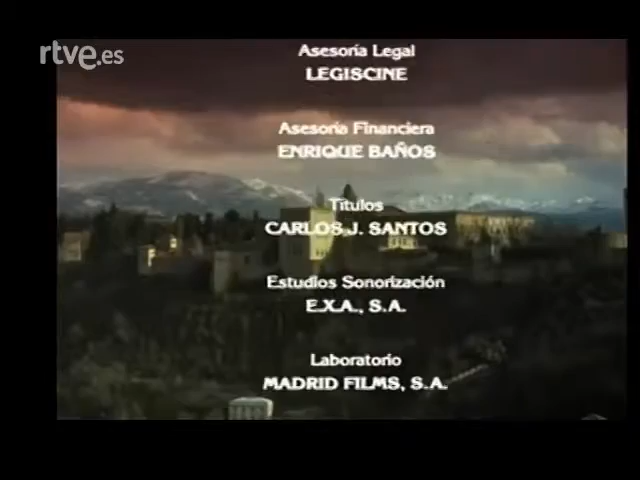 rtve.es
Asesoría Legal
LEGISCINE
Asesoría Financiera
ENRIQUE BAÑOS
Títulos
CARLOS J. SANTOS
Estudios Sonorización
E.X.A., S.A.
Laboratorio
MADRID FILMS, S.A.